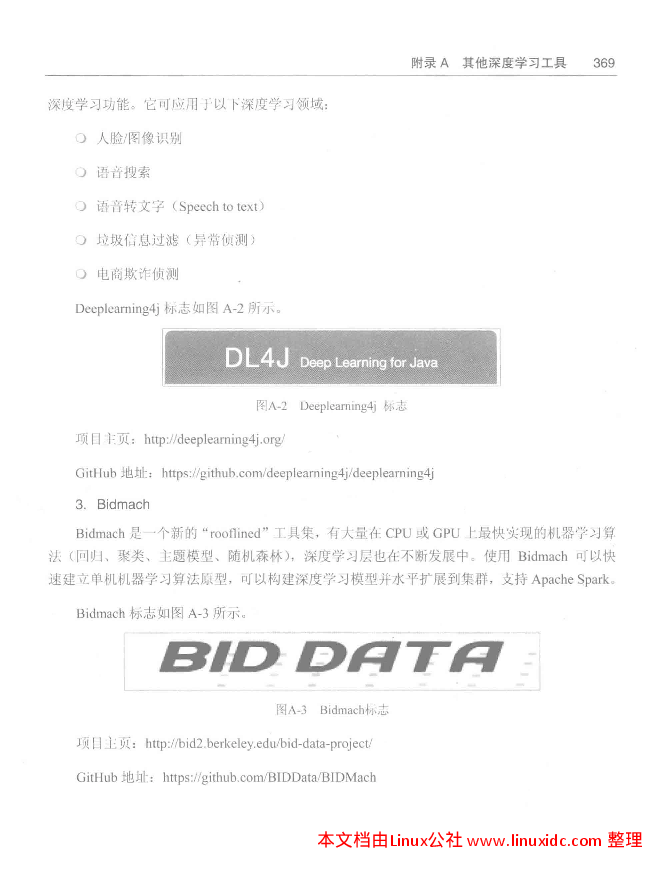 附录 A 其他深度学习工具 369
深度学习功能。它可应用于以下深度学习领域：
❍ 人脸/图像识别
❍ 语音搜索
❍ 语音转文字（Speech to text）
❍ 垃圾信息过滤（异常侦测）
❍ 电商欺诈侦测
Deeplearning4j 标志如图 A-2 所示。
DL4J Deep Learning for Java
图A-2 Deeplearning4j 标志
项目主页：http://deeplearning4j.org/
GitHub 地址：https://github.com/deeplearning4j/deeplearning4j
3. Bidmach
Bidmach 是一个新的“rooflined”工具集，有大量在 CPU 或 GPU 上最快实现的机器学习算
法（回归、聚类、主题模型、随机森林），深度学习层也在不断发展中。使用 Bidmach 可以快
速建立单机机器学习算法原型，可以构建深度学习模型并水平扩展到集群，支持 Apache Spark。
Bidmach 标志如图 A-3 所示。
BID DATA
图A-3 Bidmach标志
项目主页：http://bid2.berkeley.edu/bid-data-project/
GitHub 地址：https://github.com/BIDData/BIDMach
本文档由Linux公社 www.linuxidc.com 整理